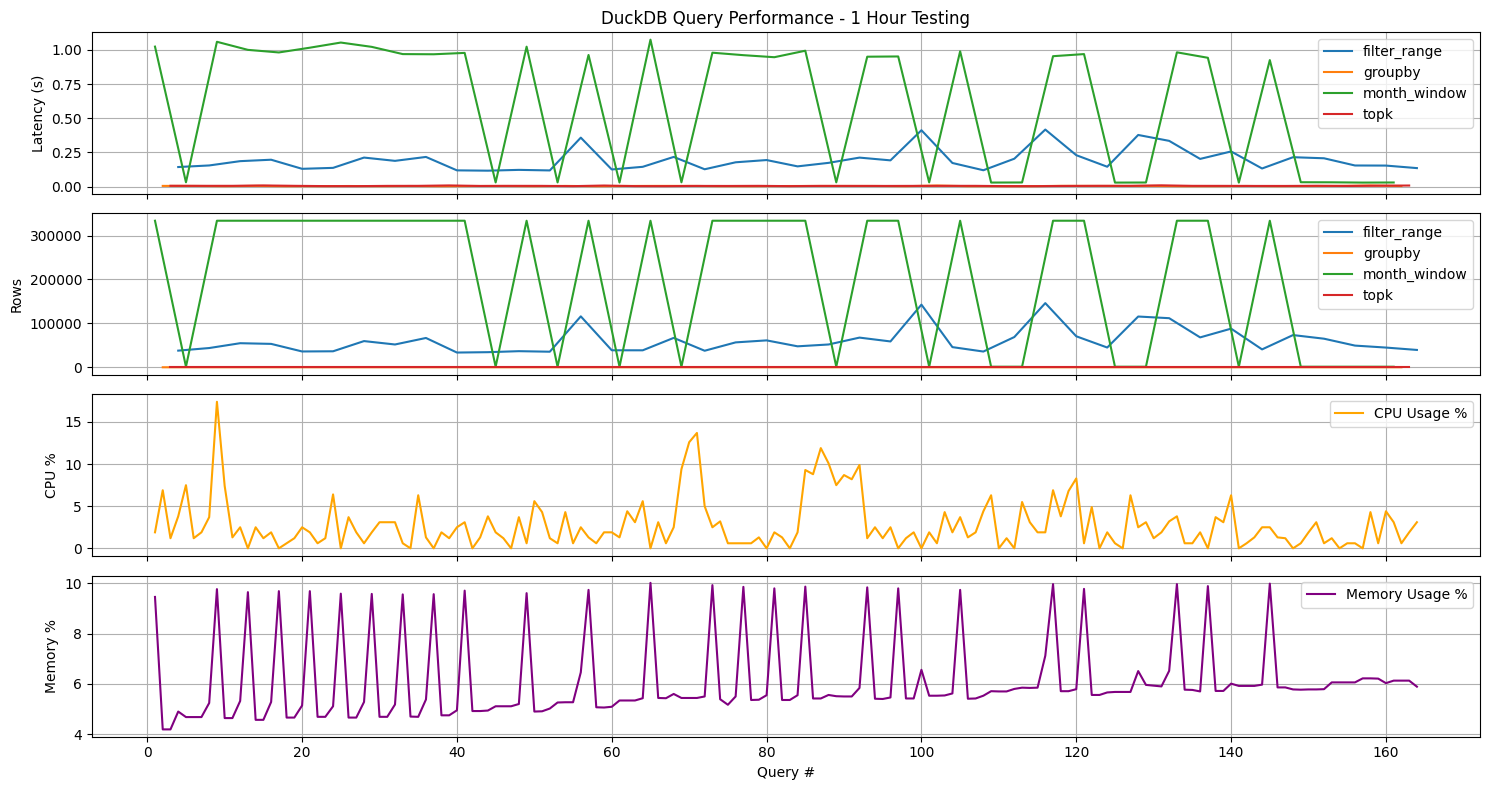 DuckDB Query Performance - 1 Hour Testing
Latency (s)
1.00
0.75
0.50
0.25
0.00
filter_range
groupby
month_window
topk
Rows
300000
200000
100000
0
filter_range
groupby
month_window
topk
CPU %
15
10
5
0
CPU Usage %
Memory %
10
8
6
4
Memory Usage %
0 20 40 60 80 100 120 140 160
Query #